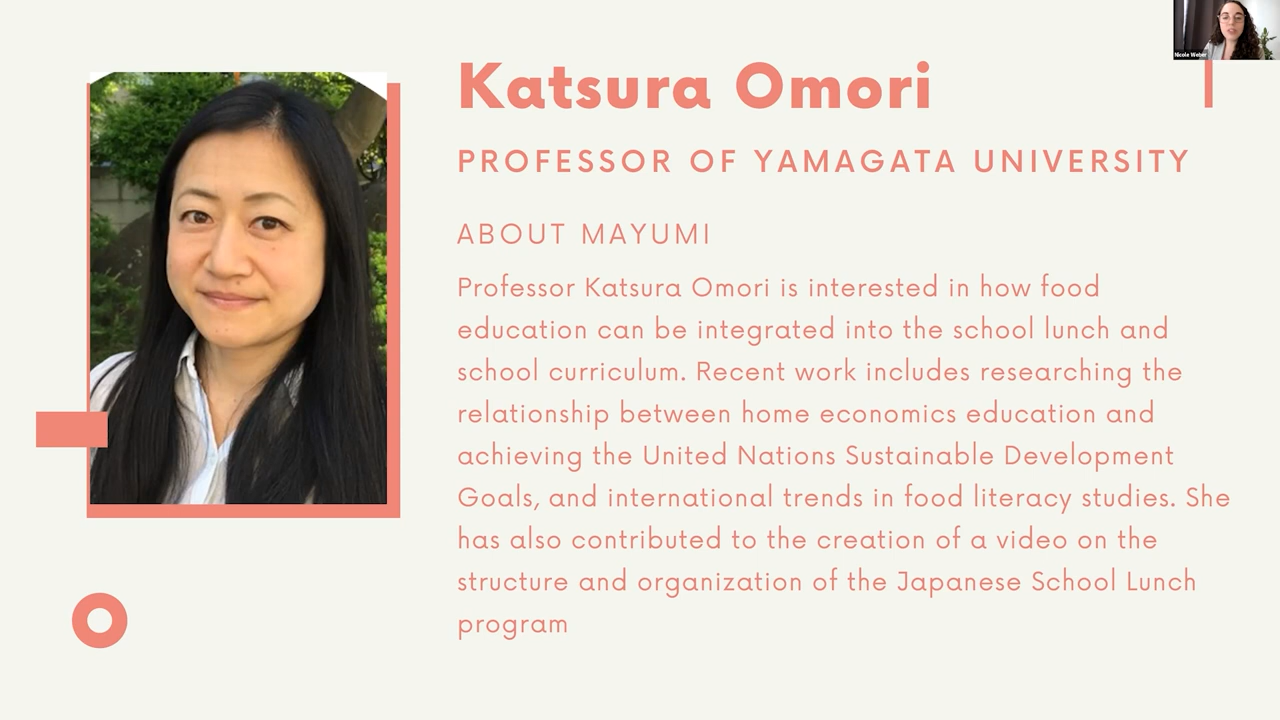 Katsura Omori
PROFESSOR OF YAMAGATA UNIVERSITY
ABOUT MAYUMI
Professor Katsura Omori is interested in how food
education can be integrated into the school lunch and
school curriculum. Recent work includes researching the
relationship between home economics education and
achieving the United Nations Sustainable Development
Goals, and international trends in food literacy studies. She
has also contributed to the creation of a video on the
structure and organization of the Japanese School Lunch
program
Nicole Weber